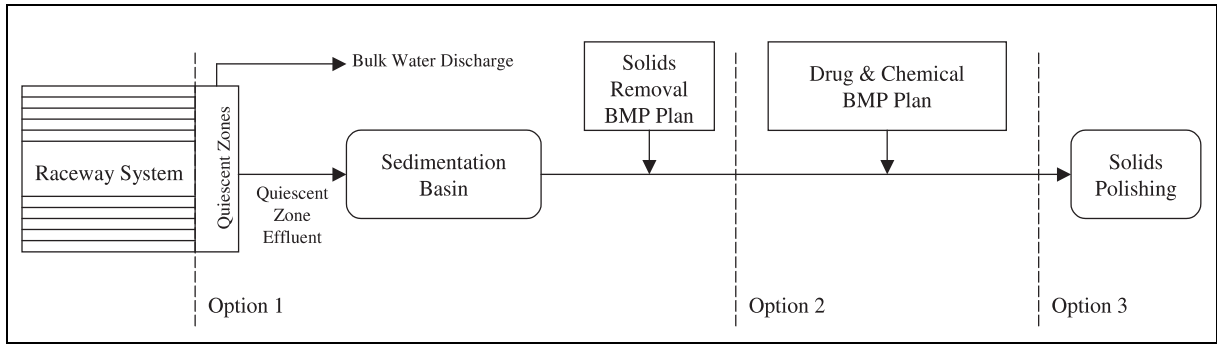 Raceway System
Quiescent Zones
Bulk Water Discharge
Quiescent
Zone
Effluent
Sedimentation
Basin
Solids
Removal
BMP Plan
Drug & Chemical
BMP Plan
Solids
Polishing
Option 1
Option 2
Option 3